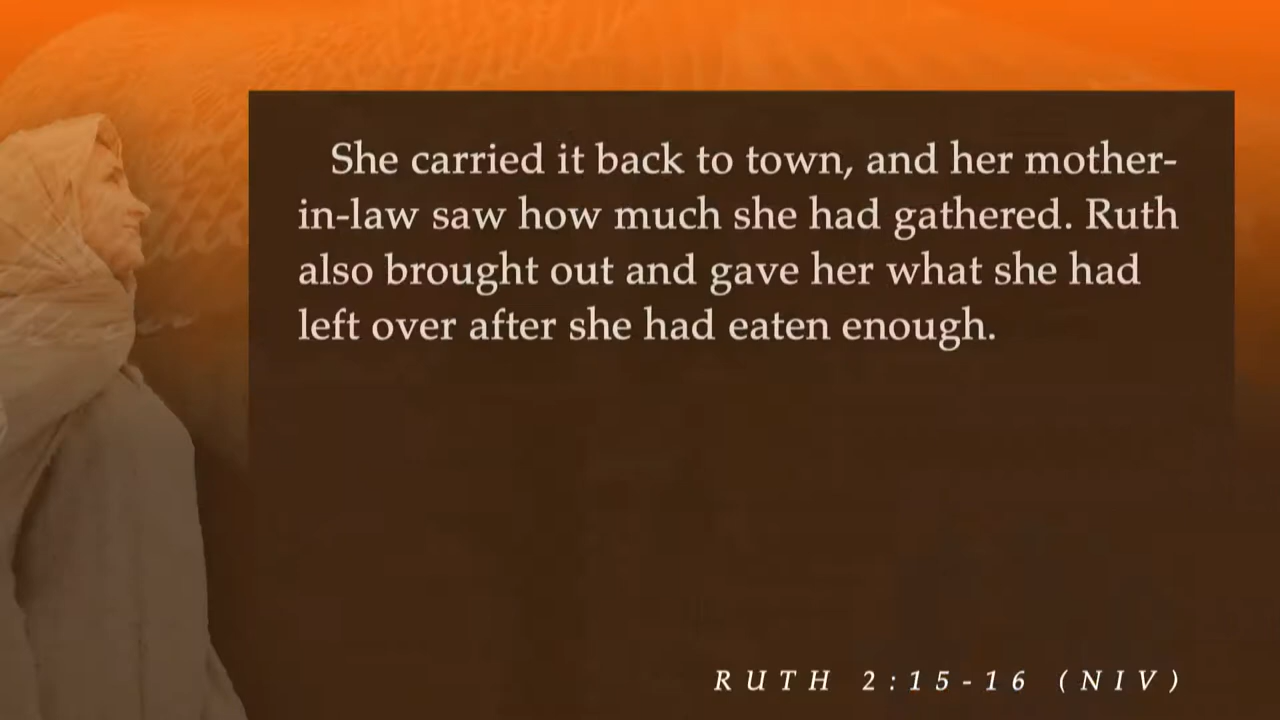 She carried it back to town, and her mother-
in-law saw how much she had gathered. Ruth
also brought out and gave her what she had
left over after she had eaten enough.
RUTH 2:15-16 (NIV)